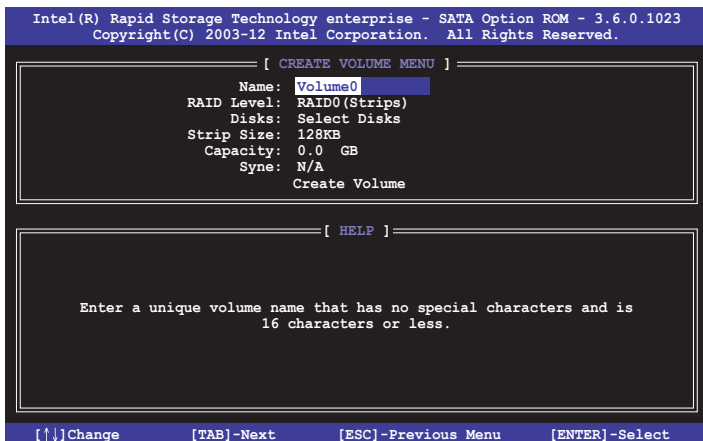 Intel(R) Rapid Storage Technology enterprise - SATA Option ROM - 3.6.0.1023
Copyright(C) 2003-12 Intel Corporation.  All Rights Reserved.
[ CREATE VOLUME MENU ]
Name: Volume0
RAID Level: RAID0(Strips)
Disks: Select Disks
Strip Size: 128KB
Capacity: 0.0  GB
Syne: N/A
Create Volume
[ HELP ]
Enter a unique volume name that has no special characters and is
16 characters or less.
[↑↓]Change [TAB]-Next [ESC]-Previous Menu [ENTER]-Select